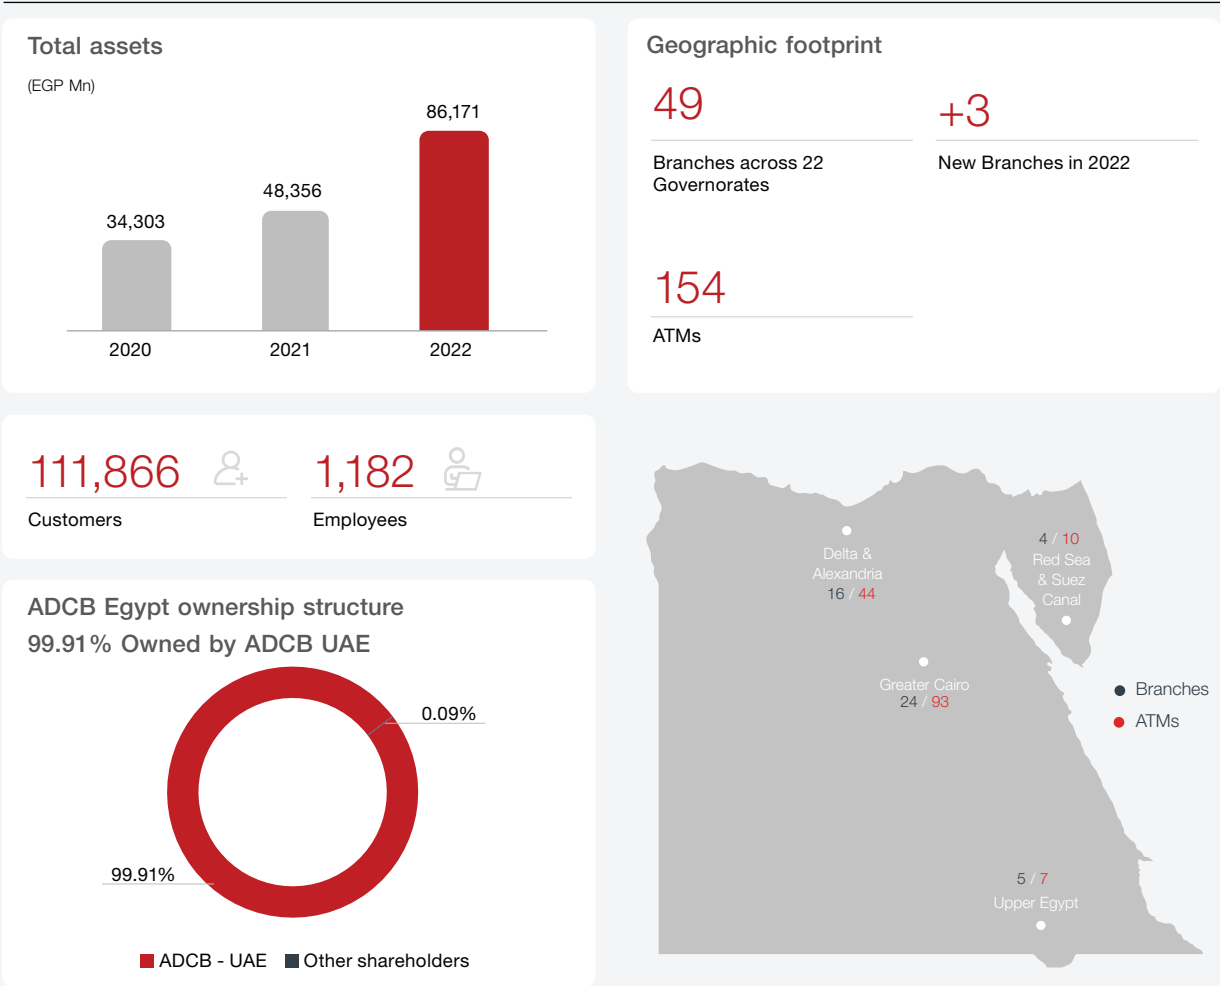 Total assets
(EGP Mn)
86,171
48,356
34,303
2020 2021 2022
Geographic footprint
49
Branches across 22
Governorates
+3
New Branches in 2022
154
ATMs
111,866
Customers
1,182
Employees
ADCB Egypt ownership structure
99.91% Owned by ADCB UAE
0.09%
99.91%
ADCB - UAE Other shareholders
Delta &
Alexandria
16 / 44
4 / 10
Red Sea
& Suez
Canal
Greater Cairo
24 / 93
Branches
ATMs
5 / 7
Upper Egypt